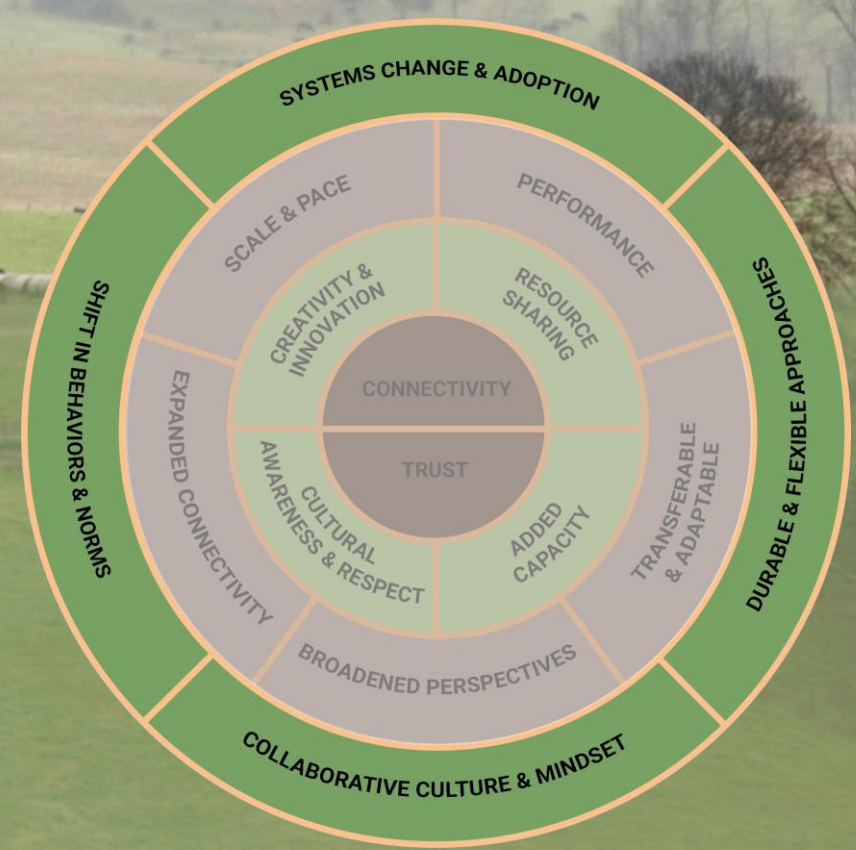 SYSTEMS CHANGE & ADOPTION
SCALE & PACE
PERFORMANCE
CREATIVITY &
INNOVATION
RESOURCE
SHARING
SHIFT IN BEHAVIORS & NORMS
DURABLE & FLEXIBLE APPROACHES
EXPANDED CONNECTIVITY
CONNECTIVITY
TRUST
TRANSFERABLE
& ADAPTABLE
CULTURAL
AWARENESS & RESPECT
ADDED
CAPACITY
BROADENED PERSPECTIVES
COLLABORATIVE CULTURE & MINDSET